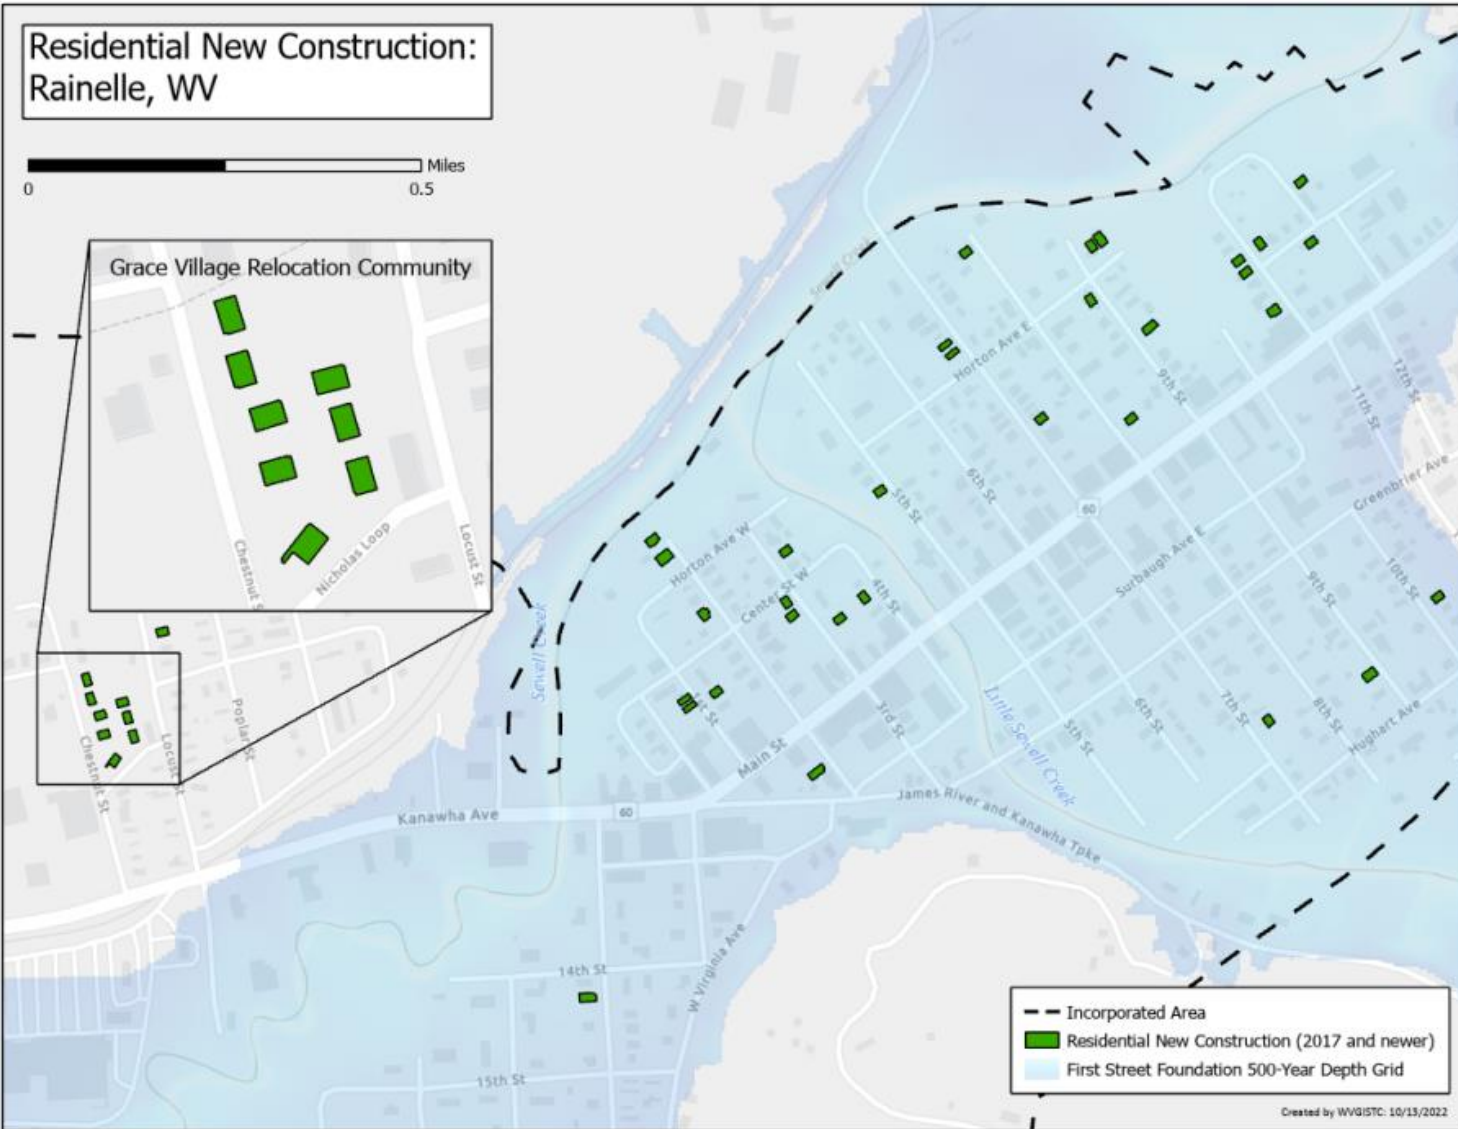 Residential New Construction:
Rainelle, WV
Miles
0
0.5
Grace Village Relocation Community
Chestnut S
Nicholas Loop
Locust St
Sewell Creek
Horton Ave E
9th St
12th St
11th St
Greenbrier Ave
6th St
60
5th St
Horton Ave W
Surbaugh Ave E
Center St W
4th St
9th St
10th St
Sewell Creek
Poplar St
Chestnut St
Locust St
1st St
3rd St
Main St
Little Sewell Creek
5th St
6th St
7th St
8th St
Hughart Ave
Kanawha Ave
60
James River and Kanawha Tpke
14th St
W Virginia Ave
15th St
Incorporated Area
Residential New Construction (2017 and newer)
First Street Foundation 500-Year Depth Grid
Created by WVGISTC: 10/13/2022